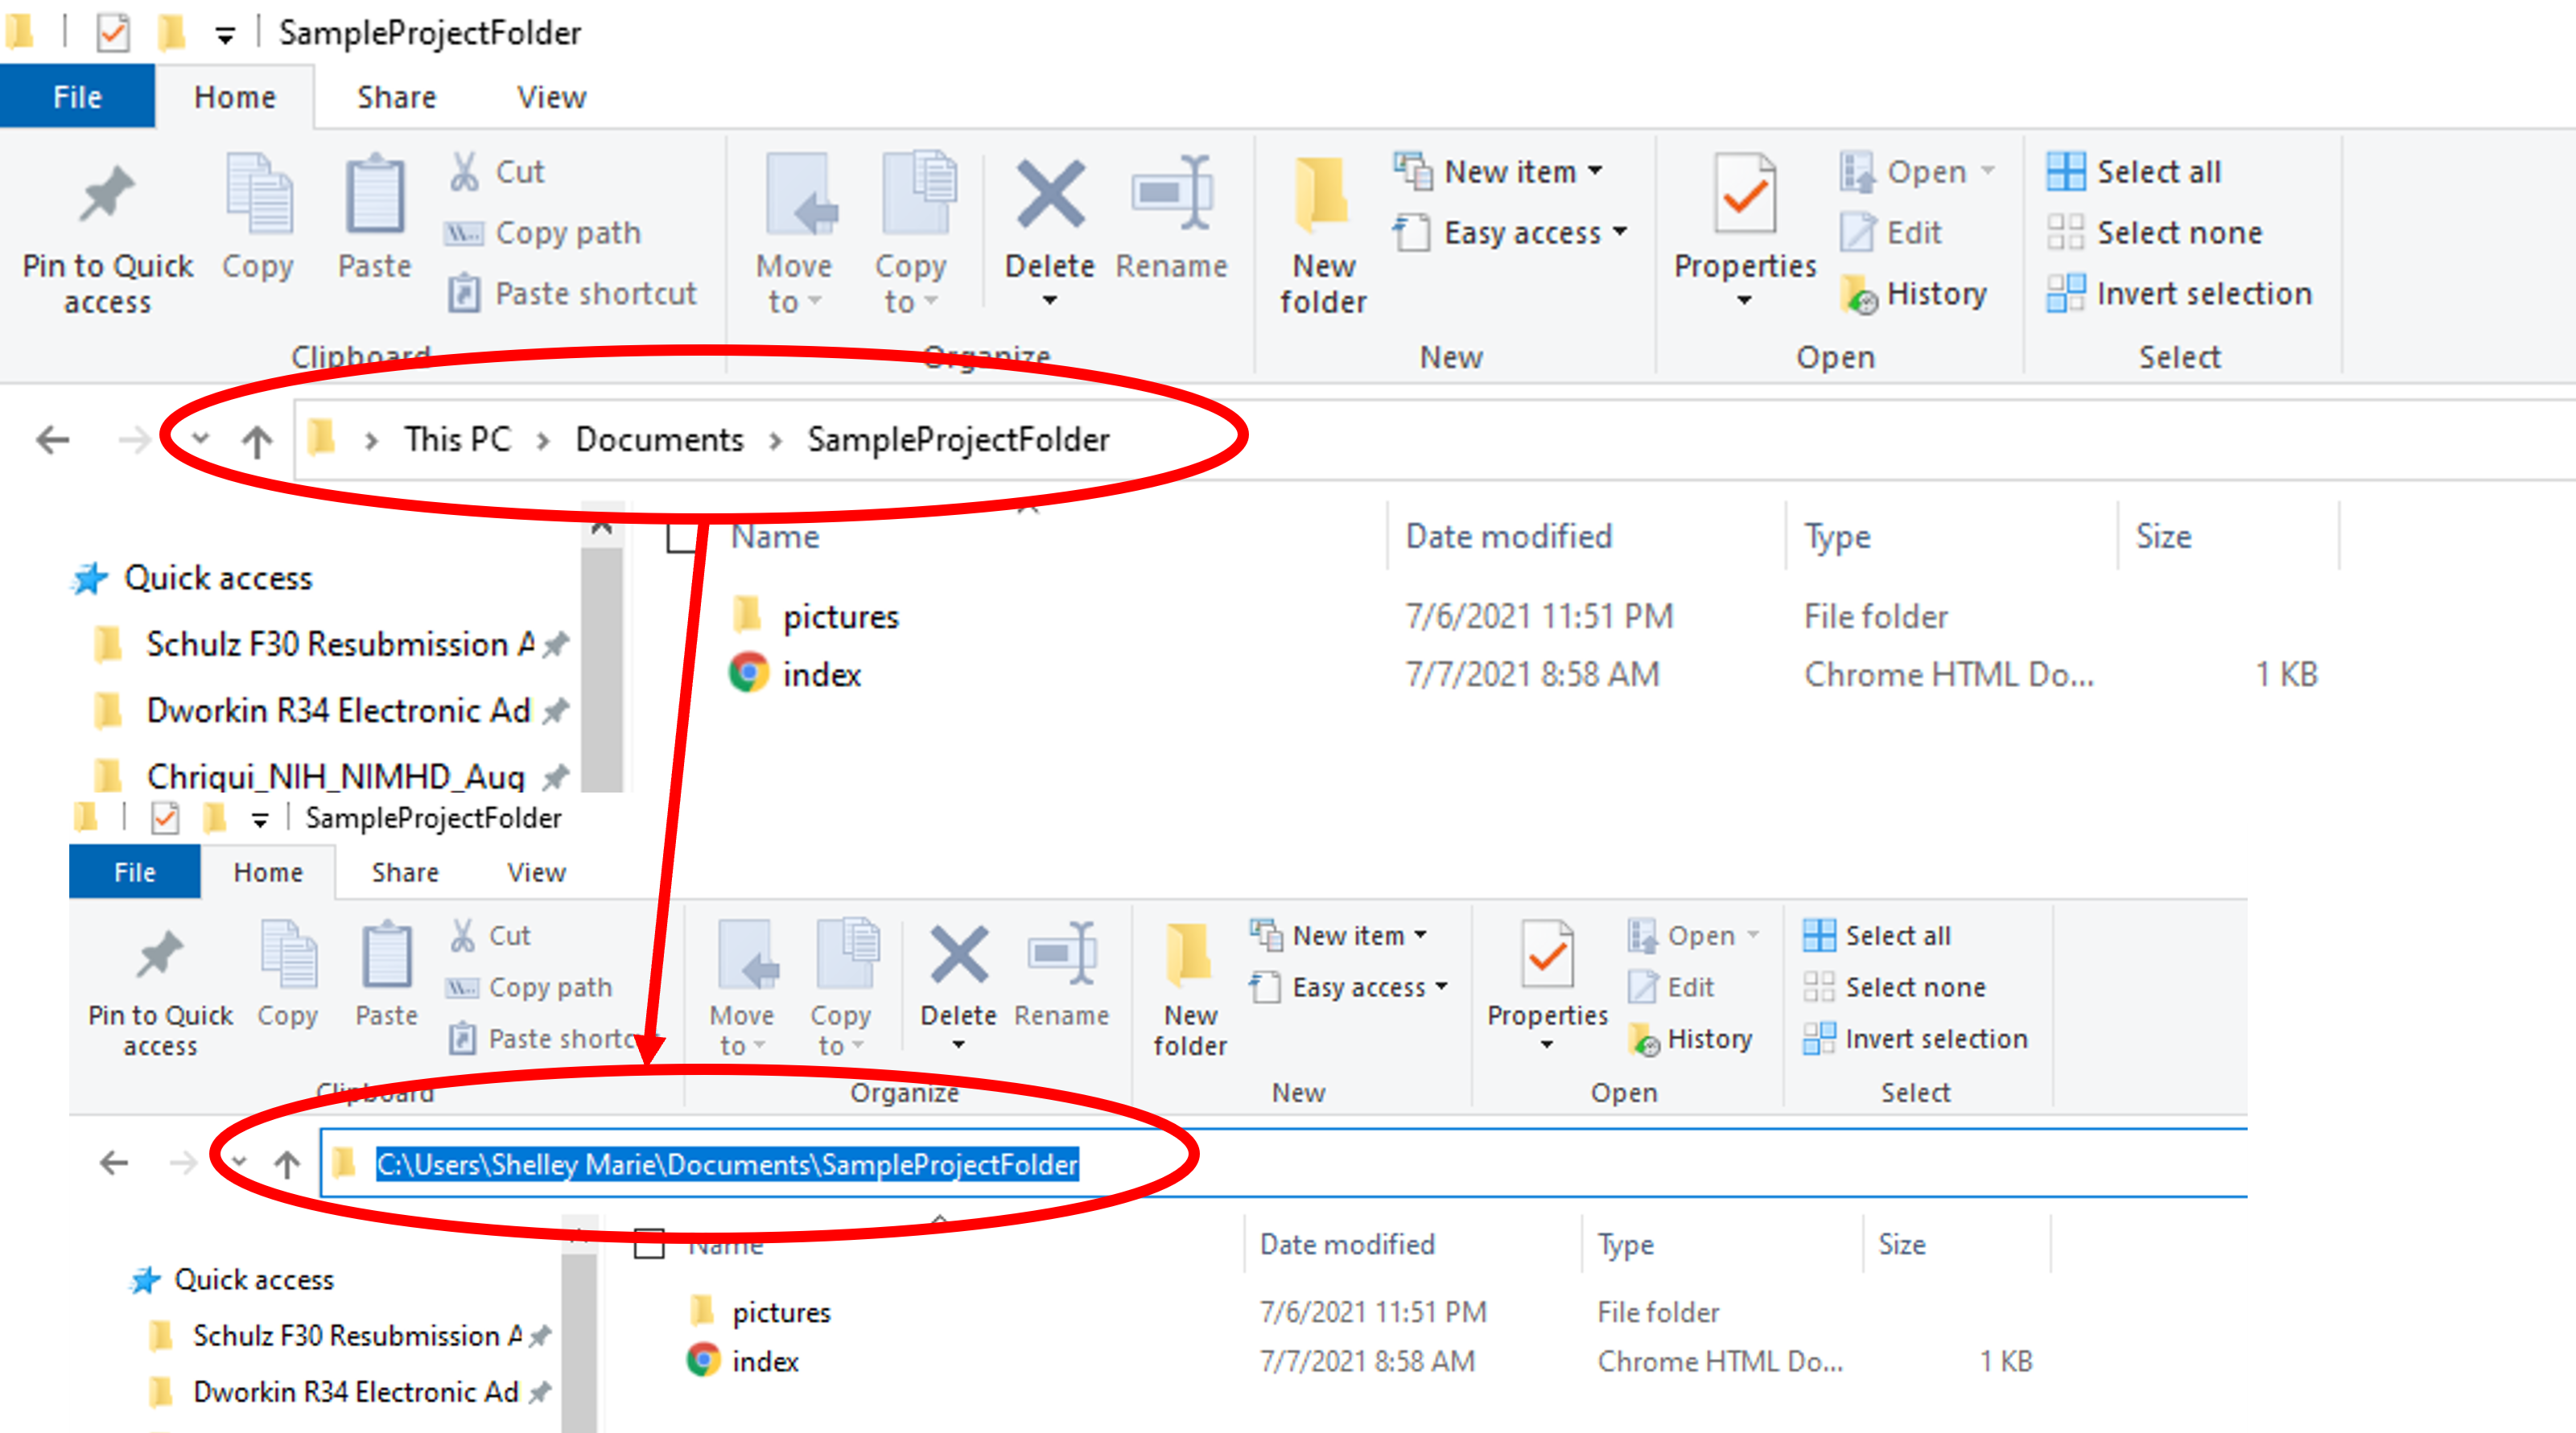 SampleProjectFolder
File Home Share View
Pin to Quick access Copy Paste Cut Copy path Paste shortcut Move to Copy to Delete Rename New folder New item Easy access Properties Open Edit History Select all Select none Invert selection
Clipboard Organize New Open Select
This PC > Documents > SampleProjectFolder
Name Date modified Type Size
Quick access
pictures 7/6/2021 11:51 PM File folder
Schulz F30 Resubmission A
index 7/7/2021 8:58 AM Chrome HTML Do... 1 KB
Dworkin R34 Electronic Ad
Chriqui_NIH_NIMHD_Aug
SampleProjectFolder
File Home Share View
Pin to Quick access Copy Paste Cut Copy path Paste shortc Move to Copy to Delete Rename New folder New item Easy access Properties Open Edit History Select all Select none Invert selection
Clipboard Organize New Open Select
C:\Users\Shelley Marie\Documents\SampleProjectFolder
Name Date modified Type Size
Quick access
pictures 7/6/2021 11:51 PM File folder
Schulz F30 Resubmission A
index 7/7/2021 8:58 AM Chrome HTML Do... 1 KB
Dworkin R34 Electronic Ad